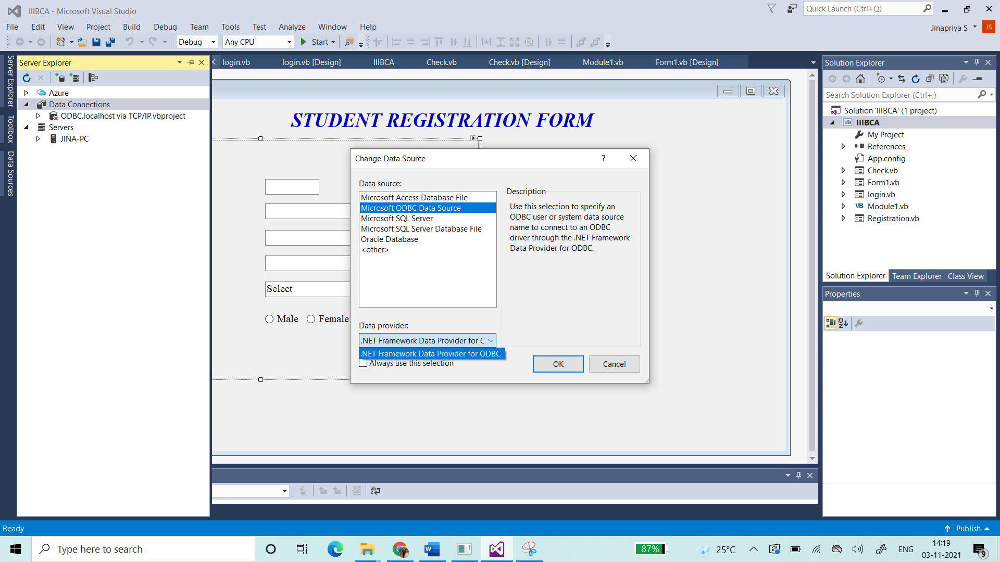 IIIBCA - Microsoft Visual Studio
Quick Launch (Ctrl+Q)
File Edit View Project Build Debug Team Tools Test Analyze Window Help
Jinapriya S JS
Debug Any CPU Start
Server Explorer
Toolbox
Data Sources
Server Explorer
Azure
Data Connections
ODBC.localhost via TCP/IP.vbproject
Servers
JINA-PC
login.vb login.vb [Design] IIIBCA Check.vb Check.vb [Design] Module1.vb Form1.vb [Design]
STUDENT REGISTRATION FORM
Select
Male Female
Change Data Source ?
Data source:
Microsoft Access Database File
Microsoft ODBC Data Source
Microsoft SQL Server
Microsoft SQL Server Database File
Oracle Database
<other>
Description
Use this selection to specify an
ODBC user or system data source
name to connect to an ODBC
driver through the .NET Framework
Data Provider for ODBC.
Data provider:
.NET Framework Data Provider for O
.NET Framework Data Provider for ODBC
Always use this selection
OK Cancel
Solution Explorer
Search Solution Explorer (Ctrl+;)
Solution 'IIIBCA' (1 project)
VB IIIBCA
My Project
References
App.config
Check.vb
Form1.vb
login.vb
VB Module1.vb
Registration.vb
Solution Explorer Team Explorer Class View
Properties
Ready
Publish
Type here to search
87%
25°C
ENG
14:19
03-11-2021
9